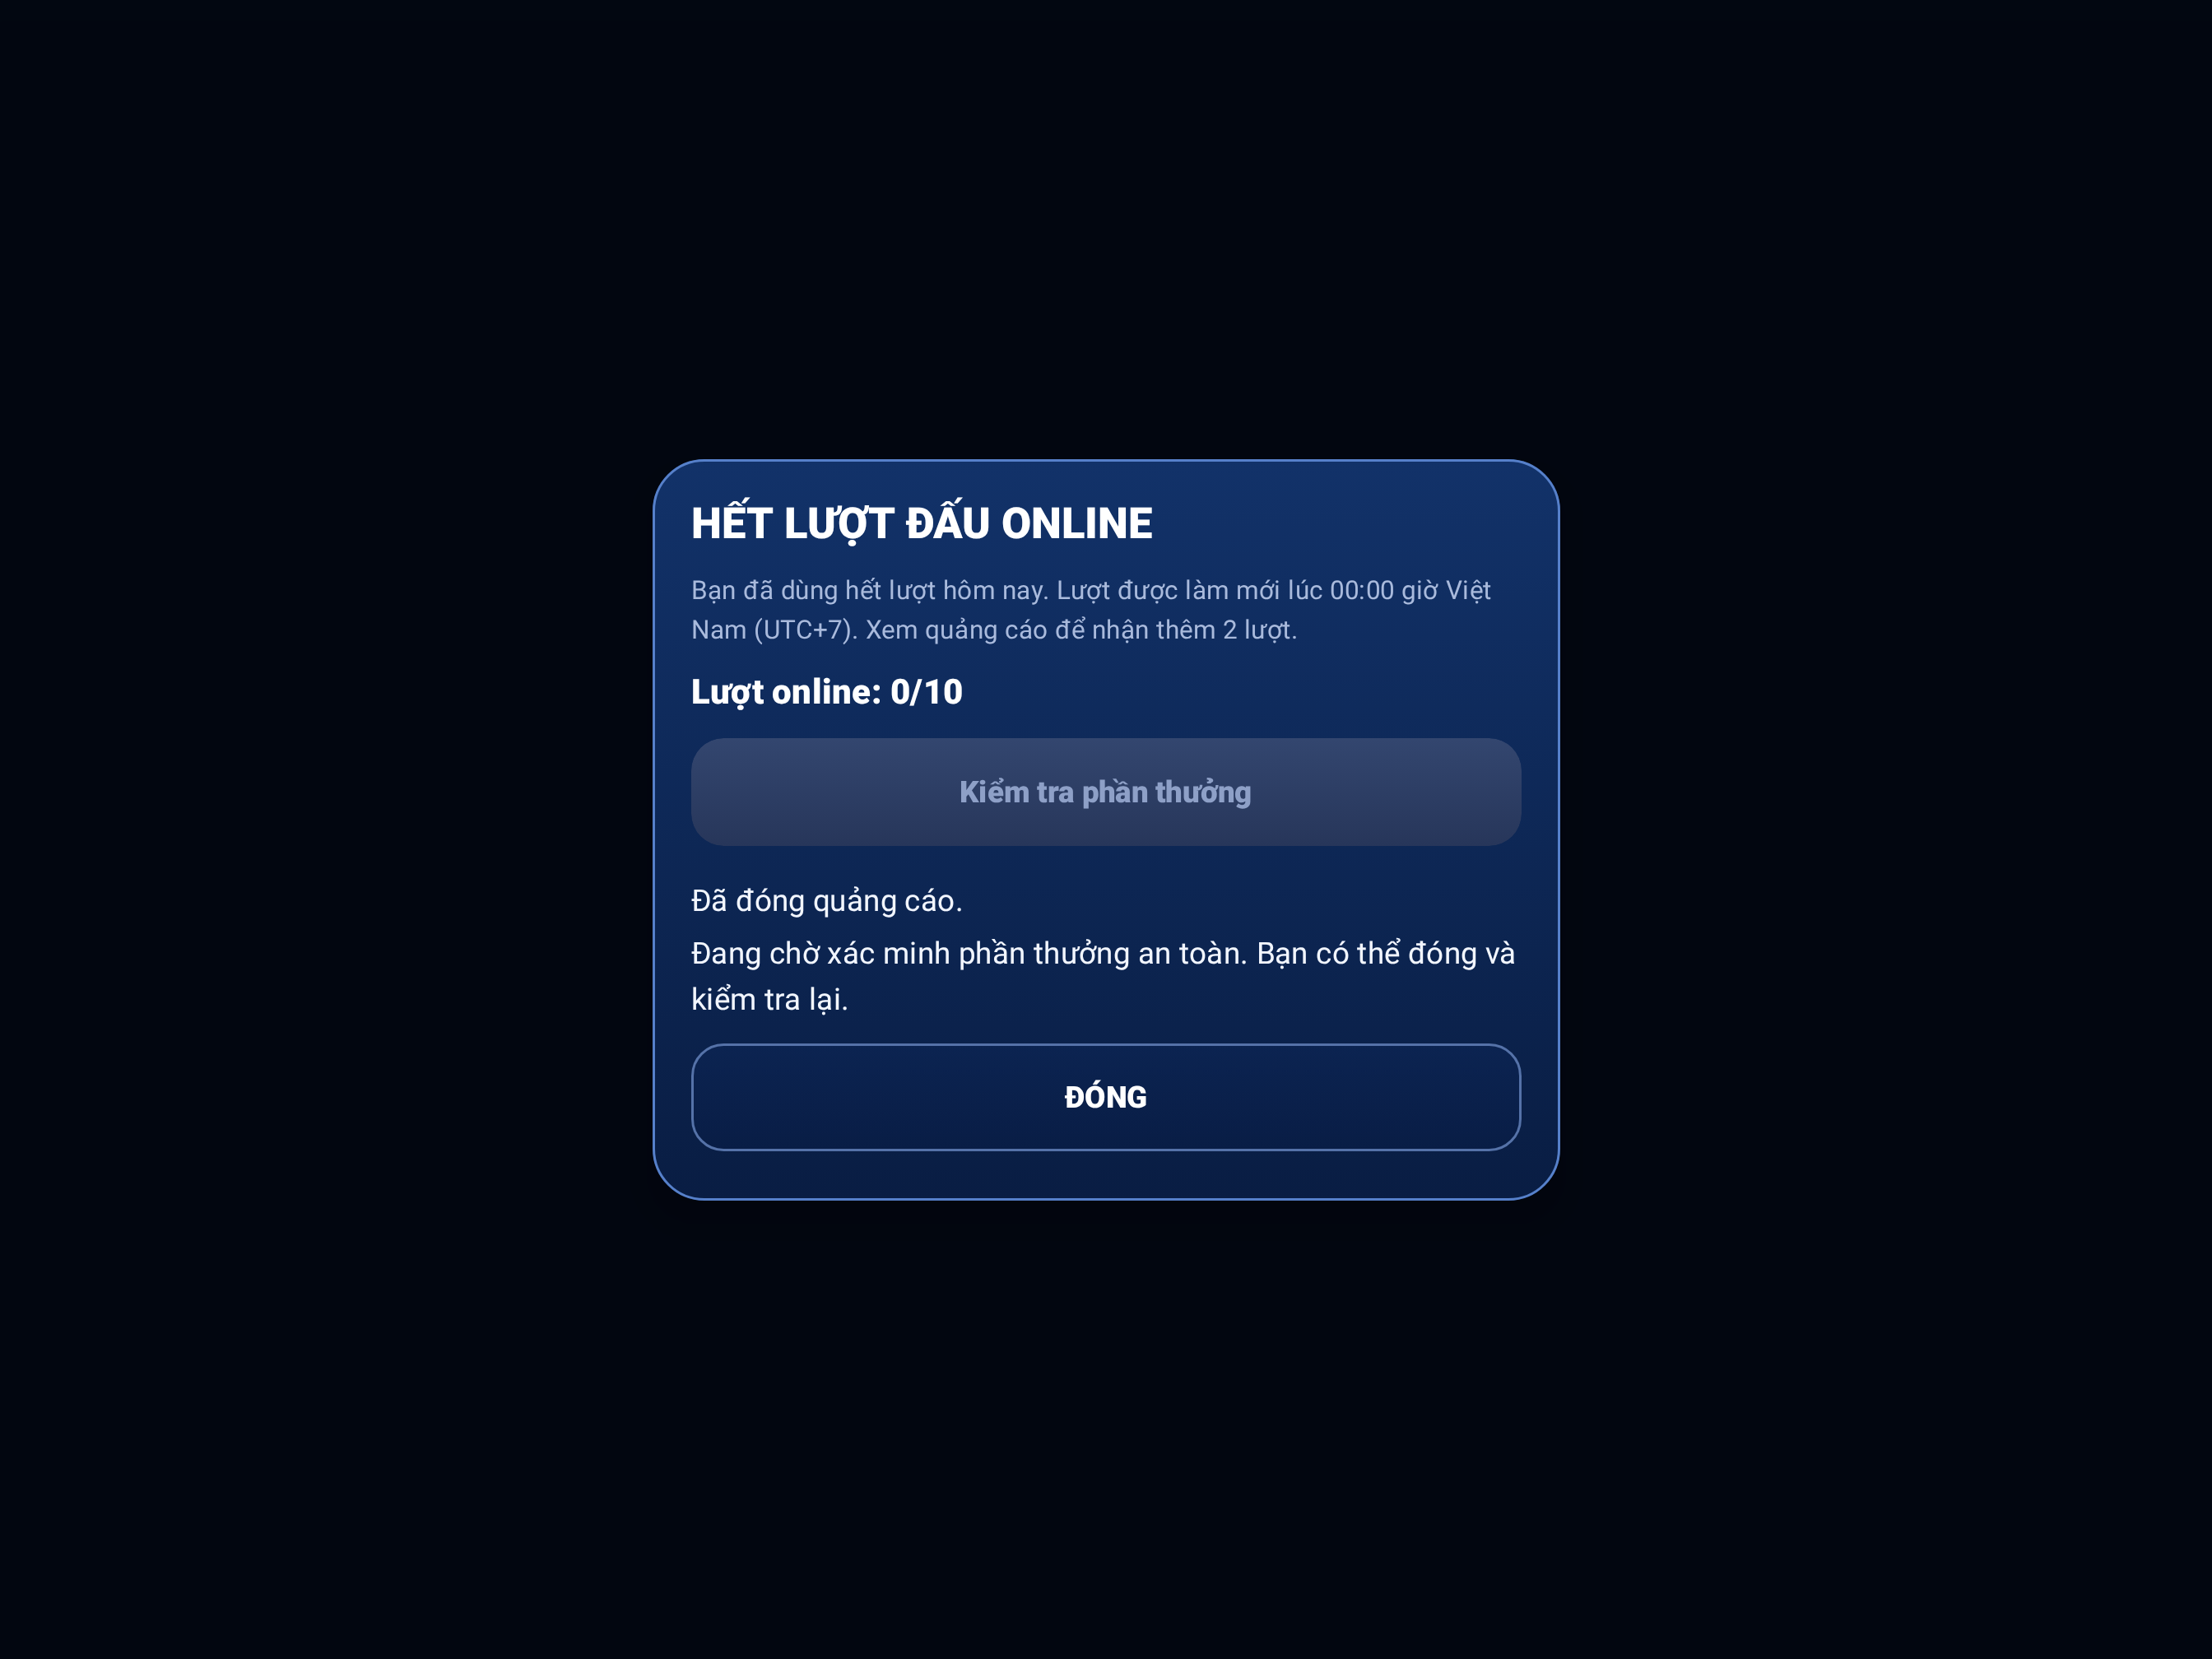 HẾT LƯỢT ĐẤU ONLINE
Bạn đã dùng hết lượt hôm nay. Lượt được làm mới lúc 00:00 giờ Việt
Nam (UTC+7). Xem quảng cáo để nhận thêm 2 lượt.
Lượt online: 0/10
Kiểm tra phần thưởng
Đã đóng quảng cáo.
Đang chờ xác minh phần thưởng an toàn. Bạn có thể đóng và
kiểm tra lại.
ĐÓNG